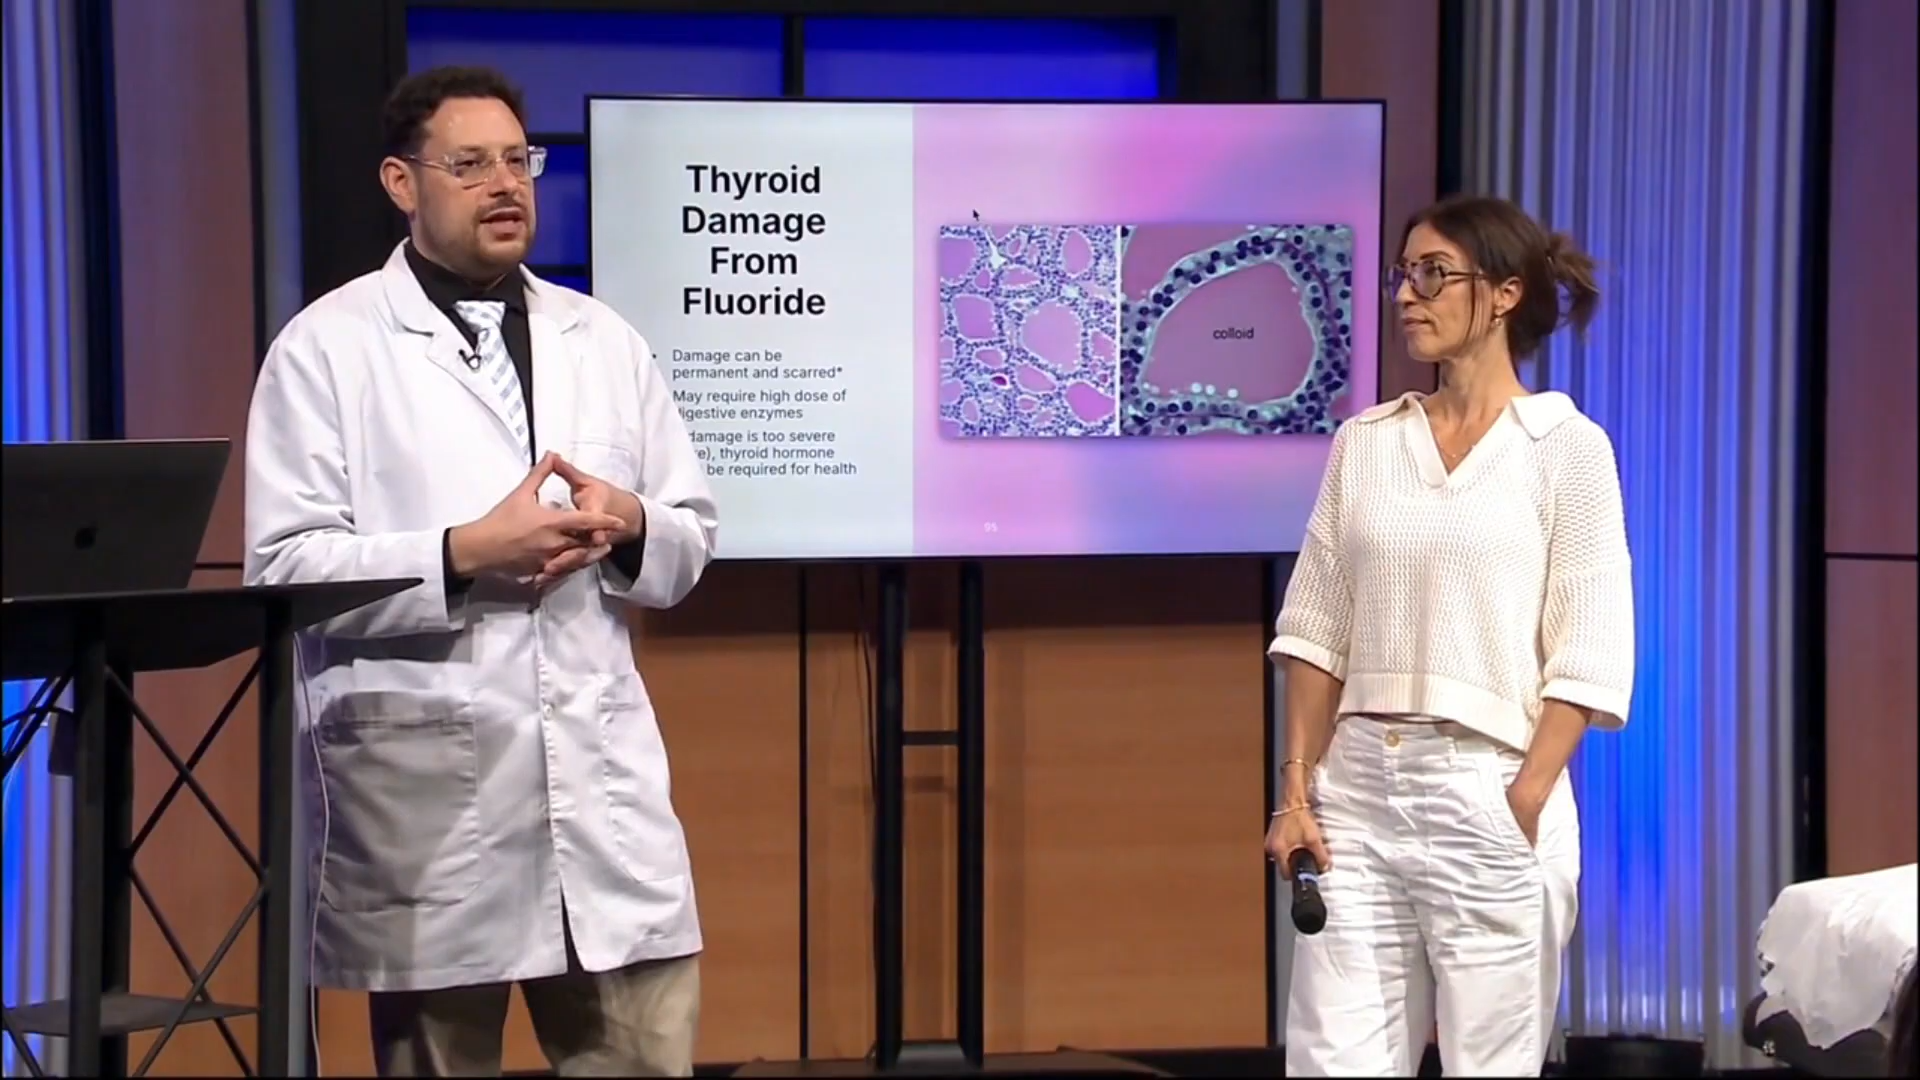 Thyroid
Damage
From
Fluoride
Damage can be
permanent and scarred*
May require high dose of
digestive enzymes
damage is too severe
thyroid hormone
be required for health
colloid
95